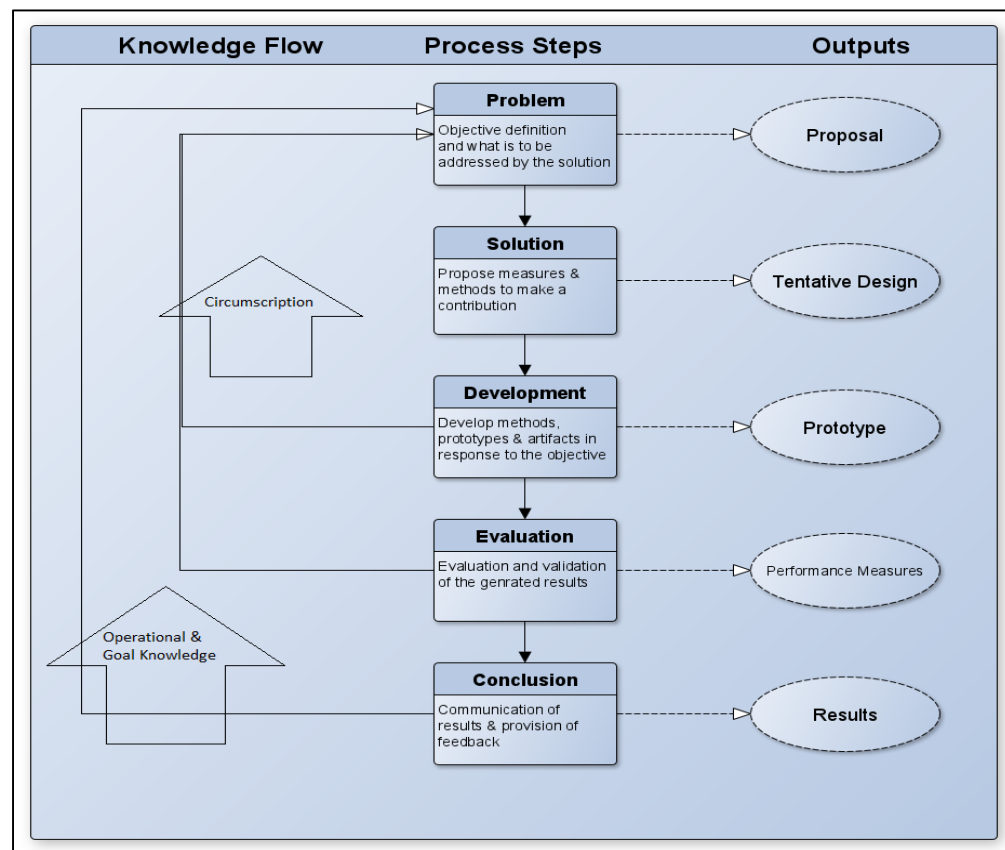 Knowledge Flow
Process Steps
Outputs
Problem
Objective definition
and what is to be
addressed by the solution
Proposal
Solution
Propose measures &
methods to make a
contribution
Tentative Design
Circumscription
Development
Develop methods,
prototypes & artifacts in
response to the objective
Prototype
Evaluation
Evaluation and validation
of the genrated results
Performance Measures
Operational &
Goal Knowledge
Conclusion
Communication of
results & provision of
feedback
Results